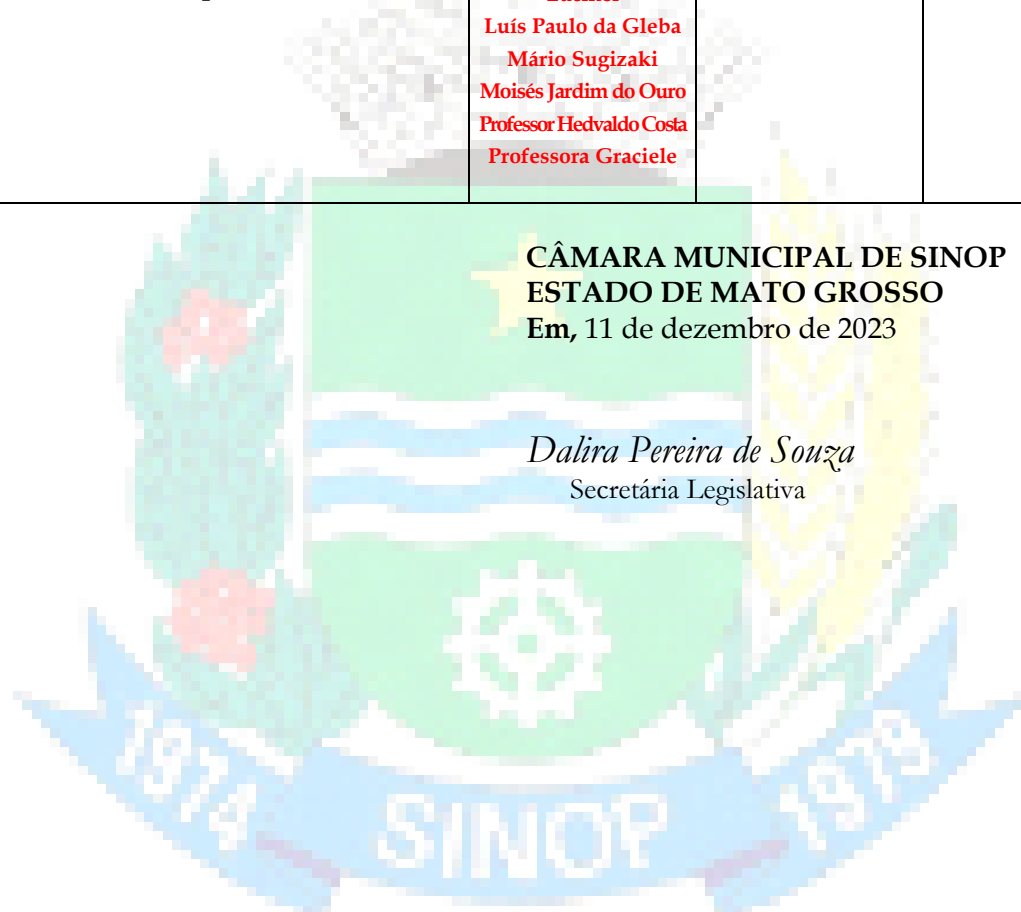 Luís Paulo da Gleba
Mário Sugizaki
Moisés Jardim do Ouro
Professor Hedvaldo Costa
Professora Graciele
CÂMARA MUNICIPAL DE SINOP
ESTADO DE MATO GROSSO
Em, 11 de dezembro de 2023
Dalira Pereira de Souza
Secretária Legislativa
1974 SINOP 1979